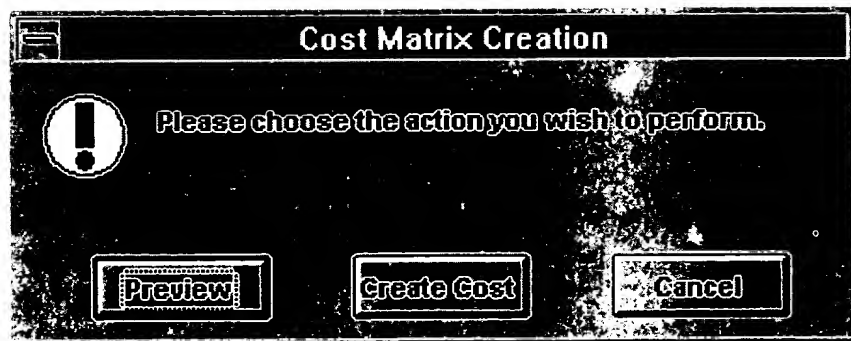 Cost Matrix Creation
Please choose the action you wish to perform.
Preview
Create Cost
Cancel